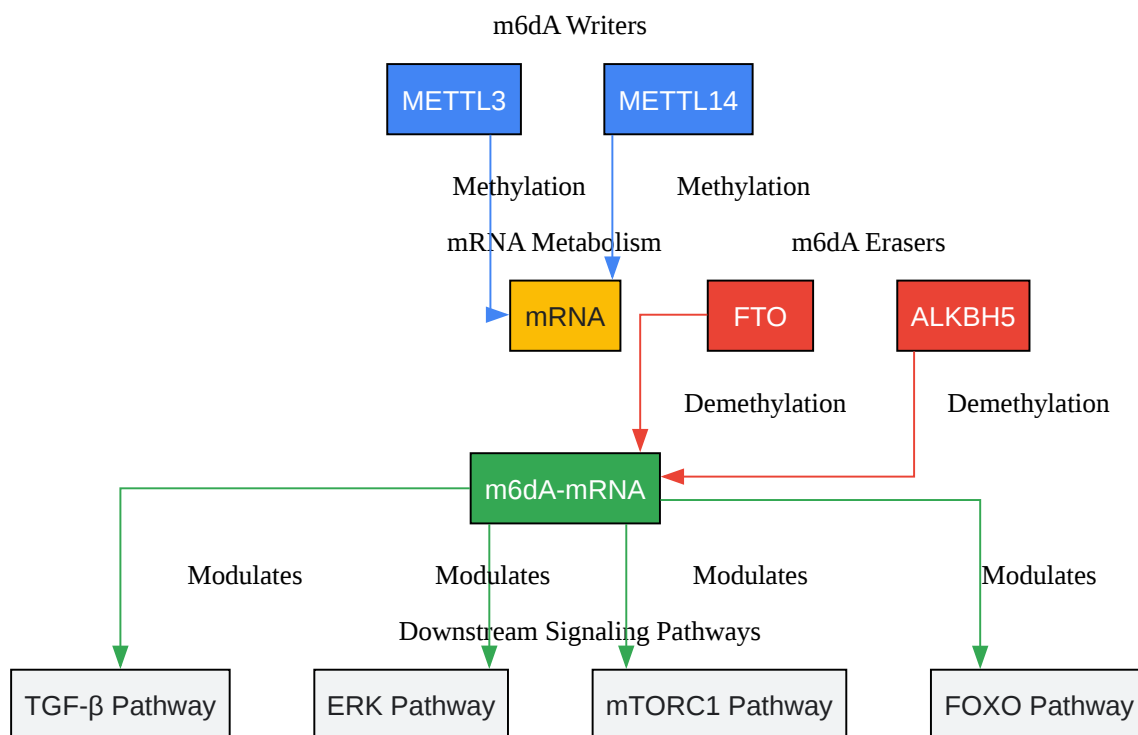 m6dA Writers
METTL3
METTL14
Methylation
Methylation
mRNA Metabolism
m6dA Erasers
mRNA
FTO
ALKBH5
Demethylation
Demethylation
m6dA-mRNA
Modulates
Modulates
Modulates
Modulates
Downstream Signaling Pathways
TGF-β Pathway
ERK Pathway
mTORC1 Pathway
FOXO Pathway